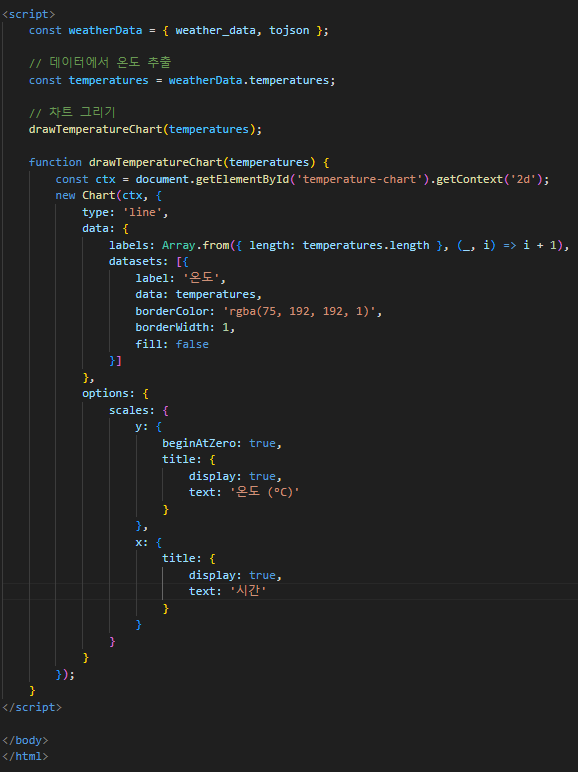 <script>
    const weatherData = { weather_data, tojson };

    // 데이터에서 온도 추출
    const temperatures = weatherData.temperatures;

    // 차트 그리기
    drawTemperatureChart(temperatures);

    function drawTemperatureChart(temperatures) {
        const ctx = document.getElementById('temperature-chart').getContext('2d');
        new Chart(ctx, {
            type: 'line',
            data: {
                labels: Array.from({ length: temperatures.length }, (_, i) => i + 1),
                datasets: [{
                    label: '온도',
                    data: temperatures,
                    borderColor: 'rgba(75, 192, 192, 1)',
                    borderWidth: 1,
                    fill: false
                }]
            },
            options: {
                scales: {
                    y: {
                        beginAtZero: true,
                        title: {
                            display: true,
                            text: '온도 (°C)'
                        }
                    },
                    x: {
                        title: {
                            display: true,
                            text: '시간'
                        }
                    }
                }
            }
        });
    }
</script>

</body>
</html>